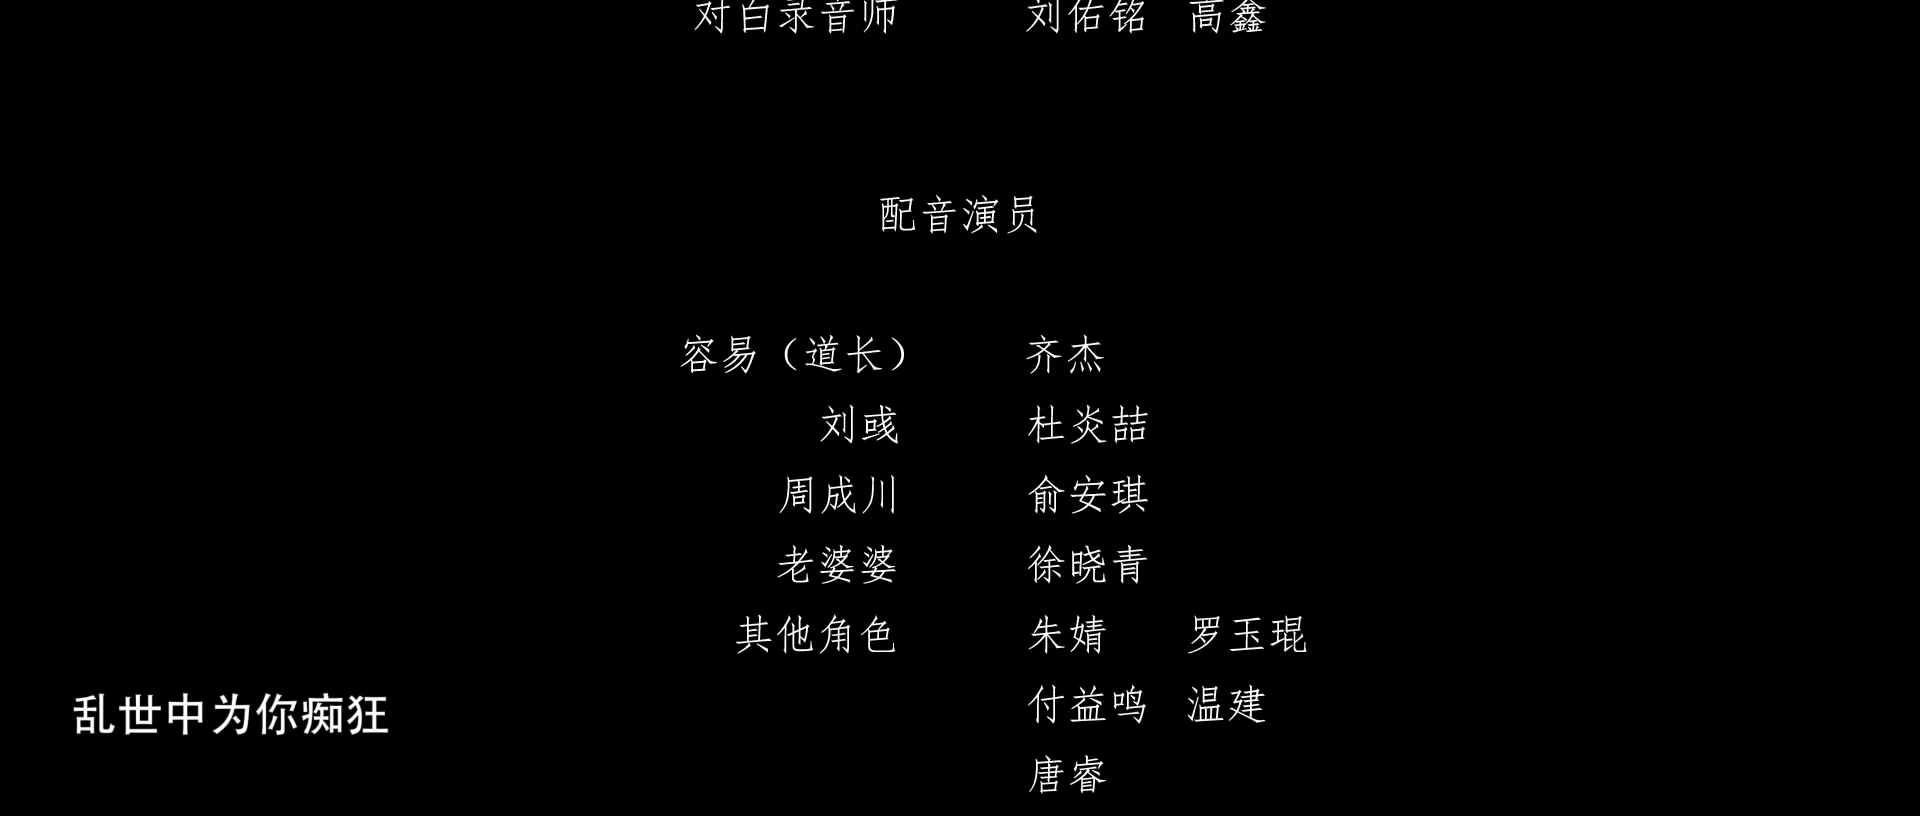 对白录音师 刘佑铭 高鑫
配音演员
容易（道长） 齐杰
刘彧 杜炎喆
周成川 俞安琪
老婆婆 徐晓青
其他角色 朱婧 罗玉琨
付益鸣 温建
乱世中为你痴狂
唐睿